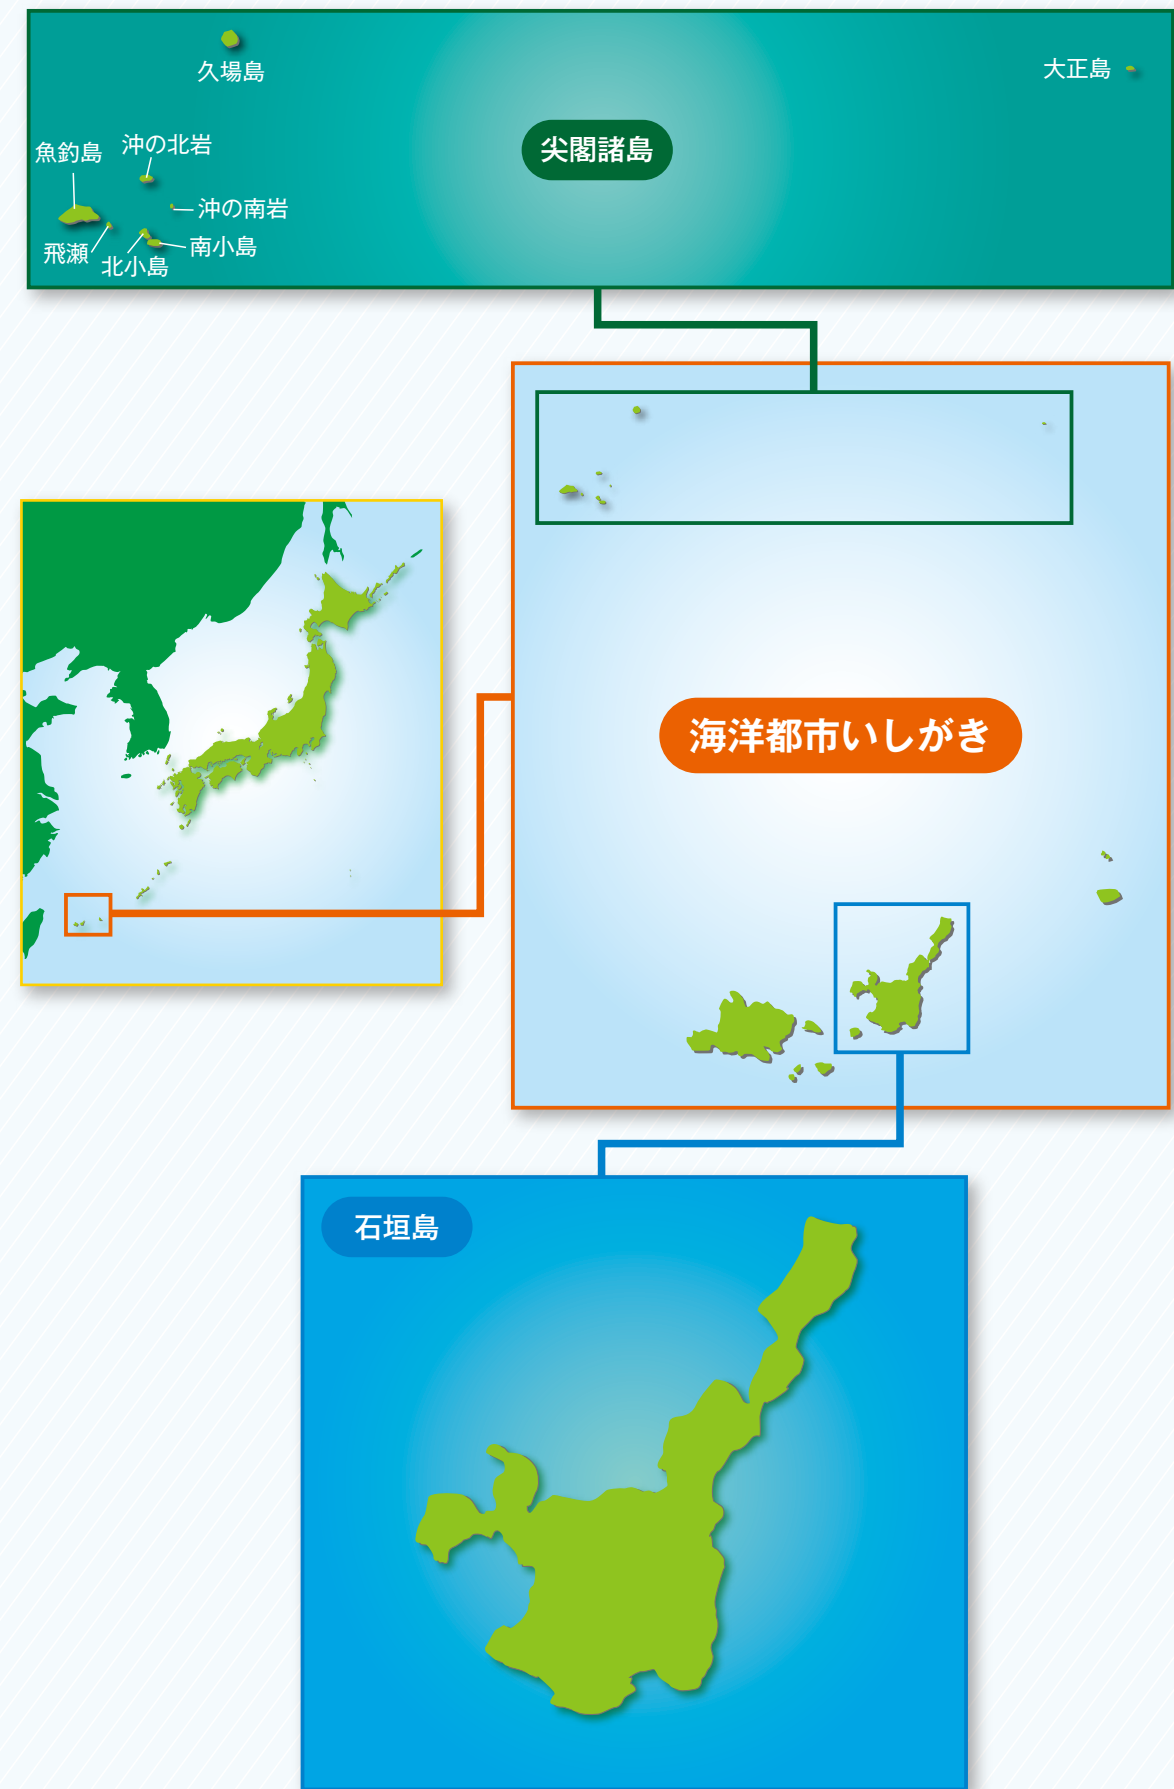 久場島
大正島
尖閣諸島
魚釣島
沖の北岩
沖の南岩
飛瀬
北小島
南小島
海洋都市いしがき
石垣島